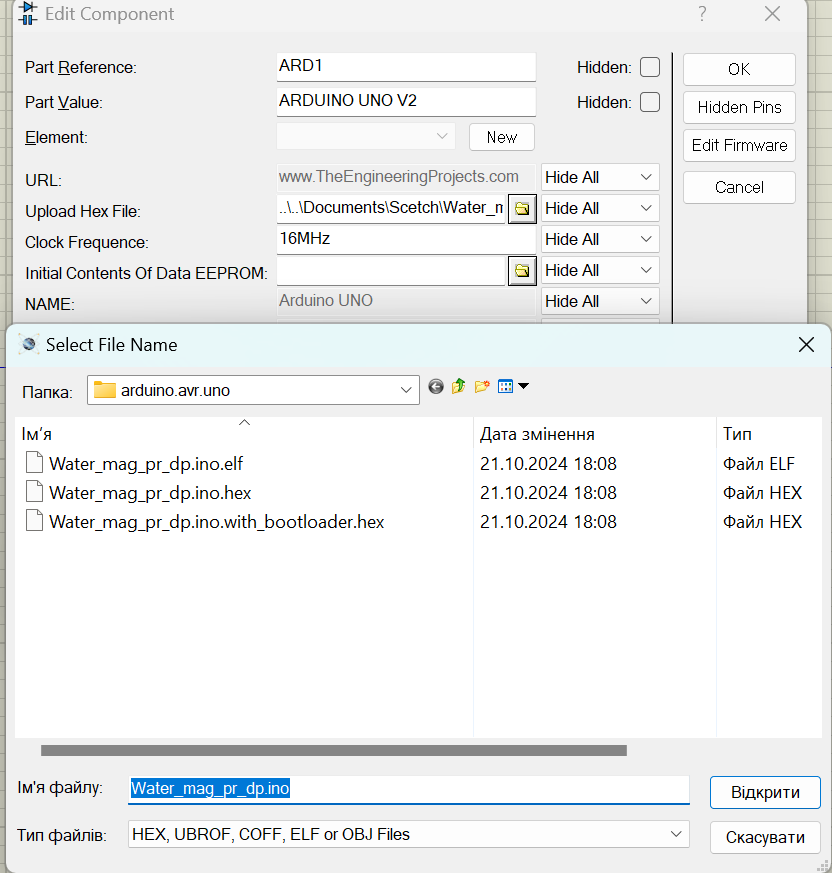 Edit Component ?
Part Reference: ARD1 Hidden: OK
Part Value: ARDUINO UNO V2 Hidden: Hidden Pins
Element: New Edit Firmware
URL: www.TheEngineeringProjects.com Hide All Cancel
Upload Hex File: ..\..\Documents\Scetch\Water_m Hide All
Clock Frequence: 16MHz Hide All
Initial Contents Of Data EEPROM: Hide All
NAME: Arduino UNO Hide All
Select File Name
Папка: arduino.avr.uno
Ім’я Дата змінення Тип
Water_mag_pr_dp.ino.elf 21.10.2024 18:08 Файл ELF
Water_mag_pr_dp.ino.hex 21.10.2024 18:08 Файл HEX
Water_mag_pr_dp.ino.with_bootloader.hex 21.10.2024 18:08 Файл HEX
Ім'я файлу: Water_mag_pr_dp.ino Відкрити
Тип файлів: HEX, UBROF, COFF, ELF or OBJ Files Скасувати